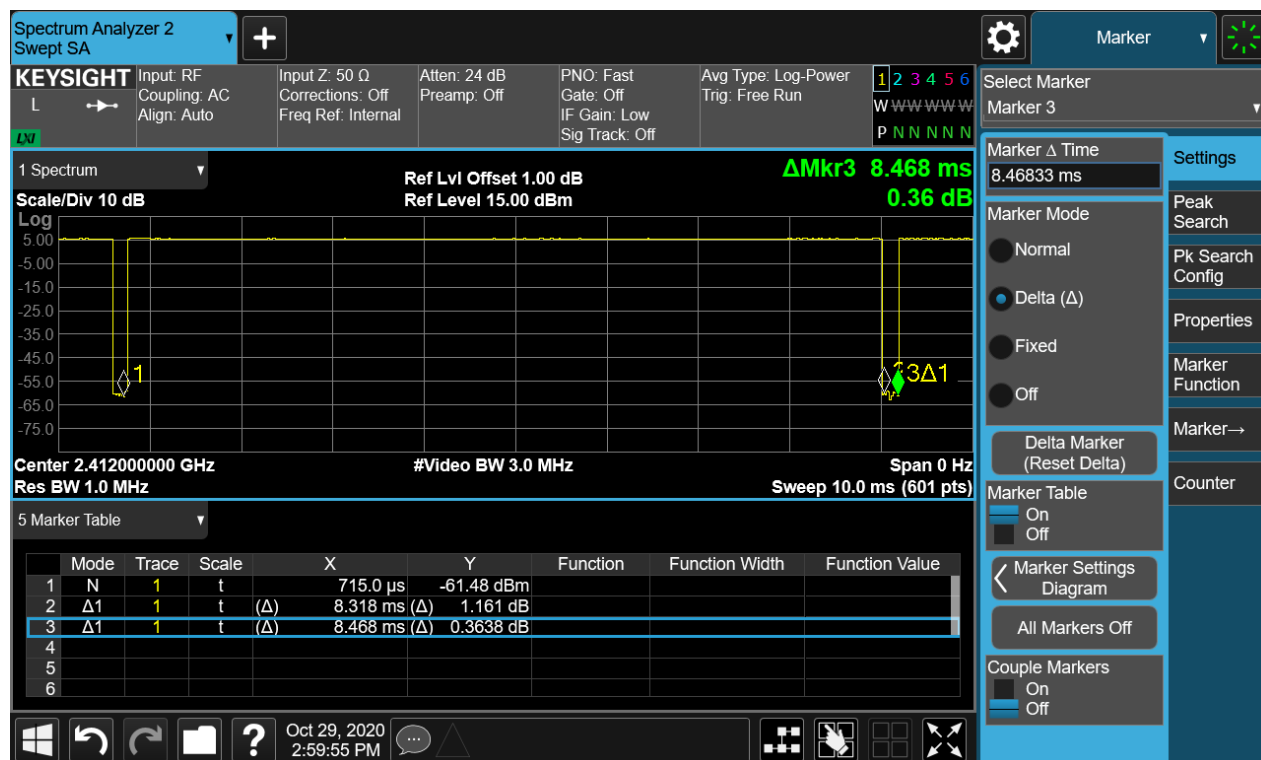 Spectrum Analyzer 2
Swept SA
Marker
KEYSIGHT
L
LXI
Input: RF
Coupling: AC
Align: Auto
Input Z: 50 Ω
Corrections: Off
Freq Ref: Internal
Atten: 24 dB
Preamp: Off
PNO: Fast
Gate: Off
IF Gain: Low
Sig Track: Off
Avg Type: Log-Power
Trig: Free Run
1 2 3 4 5 6
W W W W W W
P N N N N N
Select Marker
Marker 3
1 Spectrum
Scale/Div 10 dB
Ref Lvl Offset 1.00 dB
Ref Level 15.00 dBm
ΔMkr3 8.468 ms
0.36 dB
Log
5.00
-5.00
-15.0
-25.0
-35.0
-45.0
-55.0
-65.0
-75.0
1
3Δ1
Center 2.412000000 GHz
Res BW 1.0 MHz
#Video BW 3.0 MHz
Span 0 Hz
Sweep 10.0 ms (601 pts)
5 Marker Table
Mode Trace Scale X Y Function Function Width Function Value
1 N 1 t 715.0 µs -61.48 dBm
2 Δ1 1 t (Δ) 8.318 ms (Δ) 1.161 dB
3 Δ1 1 t (Δ) 8.468 ms (Δ) 0.3638 dB
4
5
6
Marker Δ Time
8.46833 ms
Marker Mode
Normal
Delta (Δ)
Fixed
Off
Delta Marker
(Reset Delta)
Marker Table
On
Off
Marker Settings
Diagram
All Markers Off
Couple Markers
On
Off
Settings
Peak
Search
Pk Search
Config
Properties
Marker
Function
Marker→
Counter
?
Oct 29, 2020
2:59:55 PM